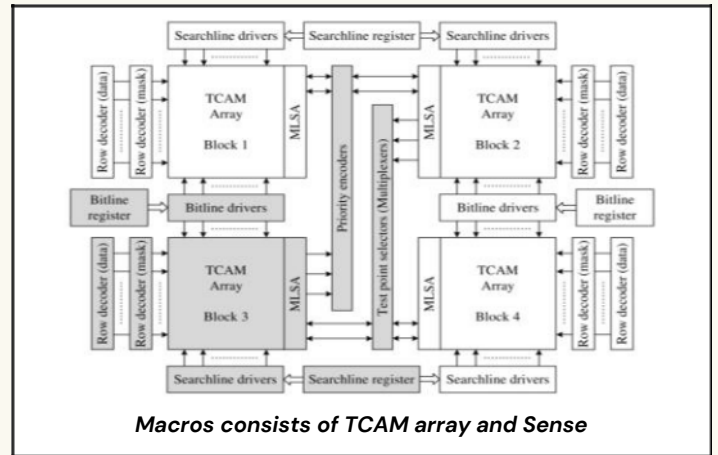 Searchline drivers
Searchline register
Searchline drivers
Row decoder (data)
Row decoder (mask)
TCAM
Array
Block 1
MLSA
Priority encoders
Test point selectors (Multiplexers)
MLSA
TCAM
Array
Block 2
Row decoder (mask)
Row decoder (data)
Bitline
register
Bitline drivers
Bitline drivers
Bitline
register
Row decoder (data)
Row decoder (mask)
TCAM
Array
Block 3
MLSA
MLSA
TCAM
Array
Block 4
Row decoder (mask)
Row decoder (data)
Searchline drivers
Searchline register
Searchline drivers
Macros consists of TCAM array and Sense